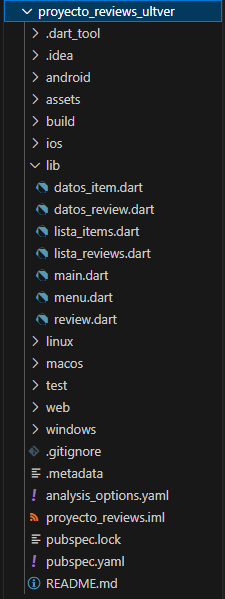 proyecto_reviews_ultver
.dart_tool
.idea
android
assets
build
ios
lib
datos_item.dart
datos_review.dart
lista_items.dart
lista_reviews.dart
main.dart
menu.dart
review.dart
linux
macos
test
web
windows
.gitignore
.metadata
analysis_options.yaml
proyecto_reviews.iml
pubspec.lock
pubspec.yaml
README.md